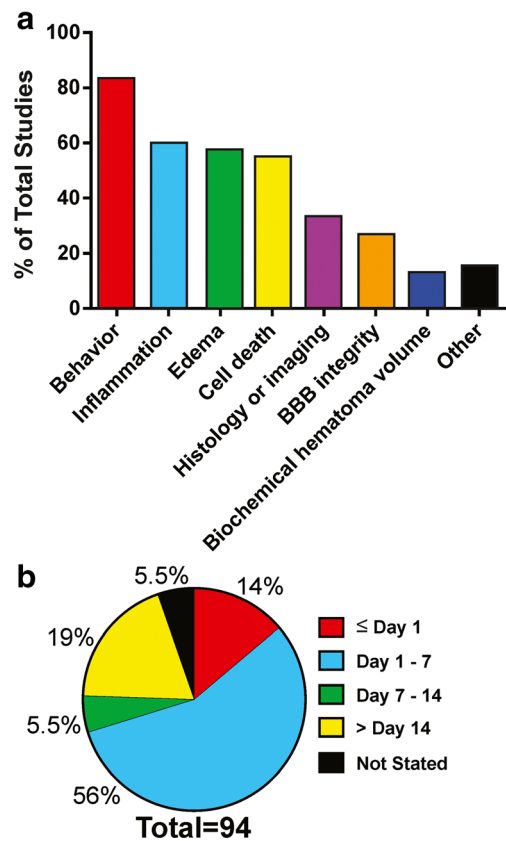 a
% of Total Studies
100
80
60
40
20
0
Behavior
Inflammation
Edema
Cell death
Histology or imaging
BBB integrity
Biochemical hematoma volume
Other
b
5.5%
14%
19%
5.5%
56%
Total=94
≤ Day 1
Day 1 - 7
Day 7 - 14
> Day 14
Not Stated